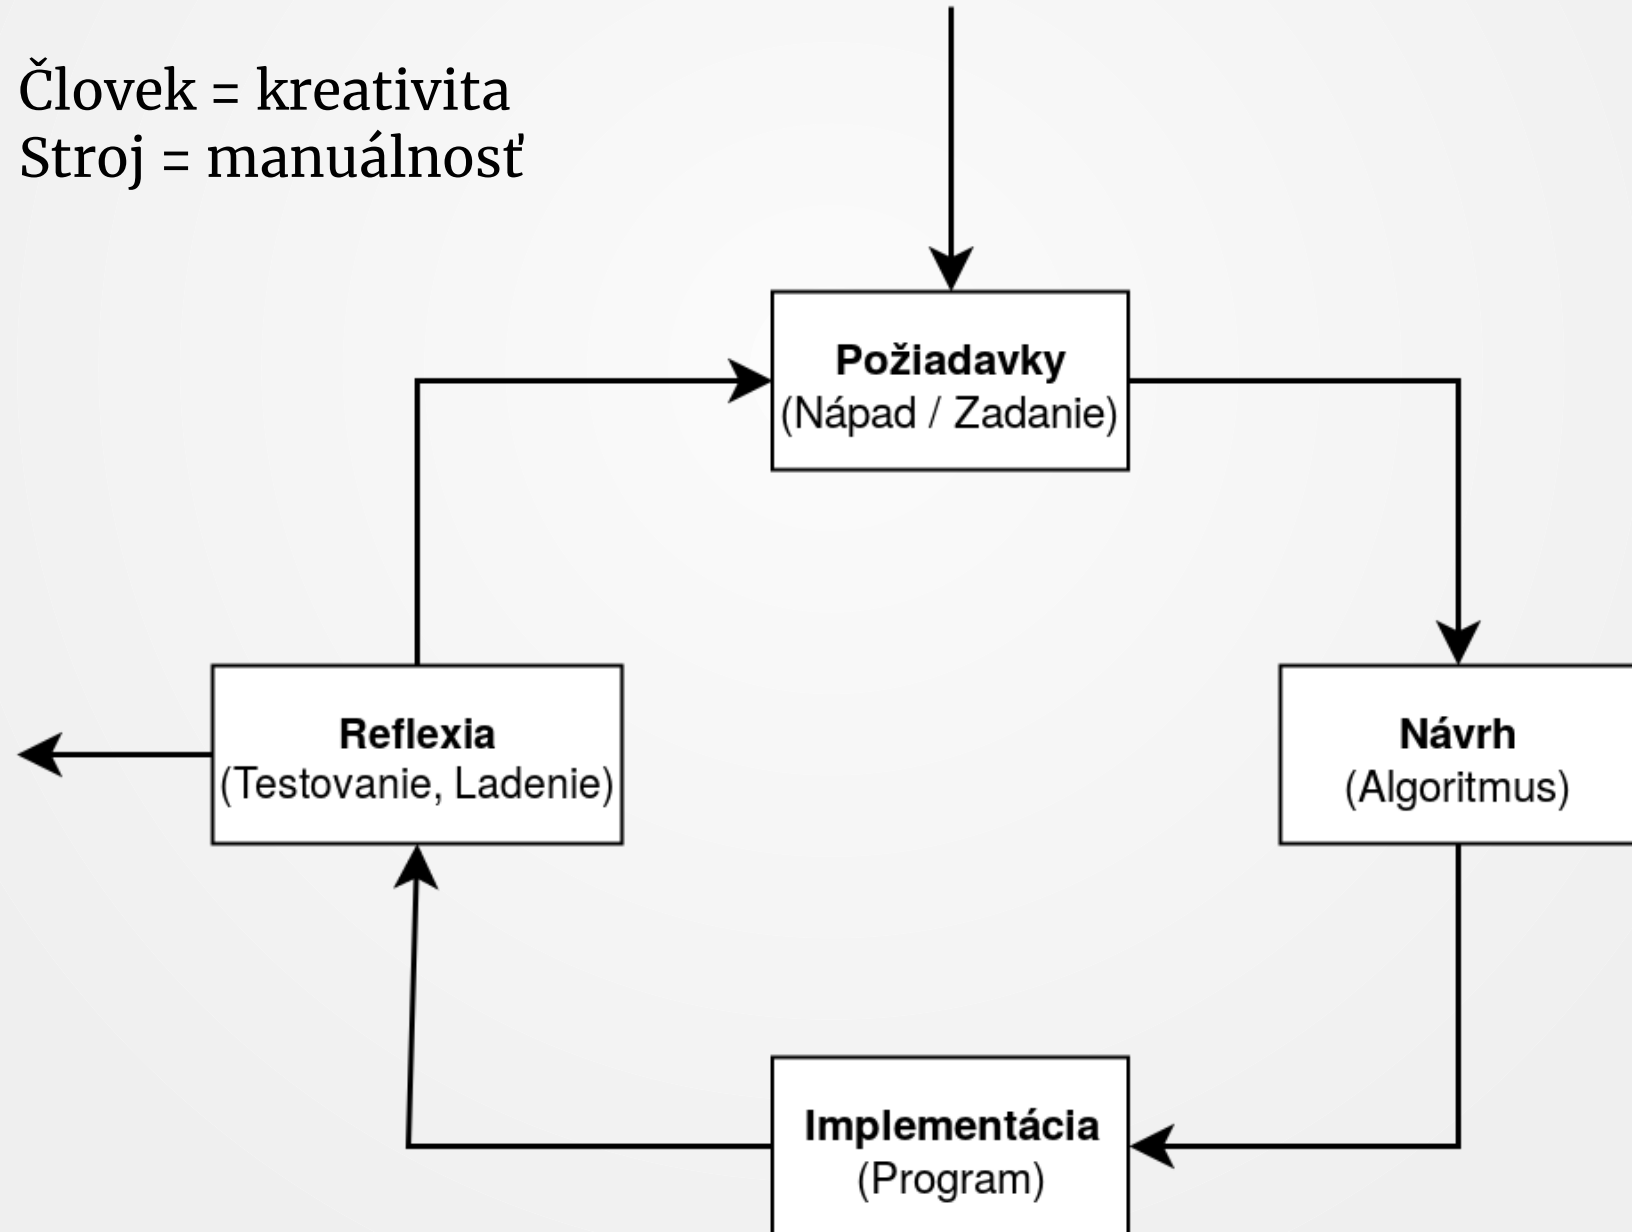 Človek = kreativita
Stroj = manuálnosť
Požiadavky
(Nápad / Zadanie)
Reflexia
(Testovanie, Ladenie)
Návrh
(Algoritmus)
Implementácia
(Program)